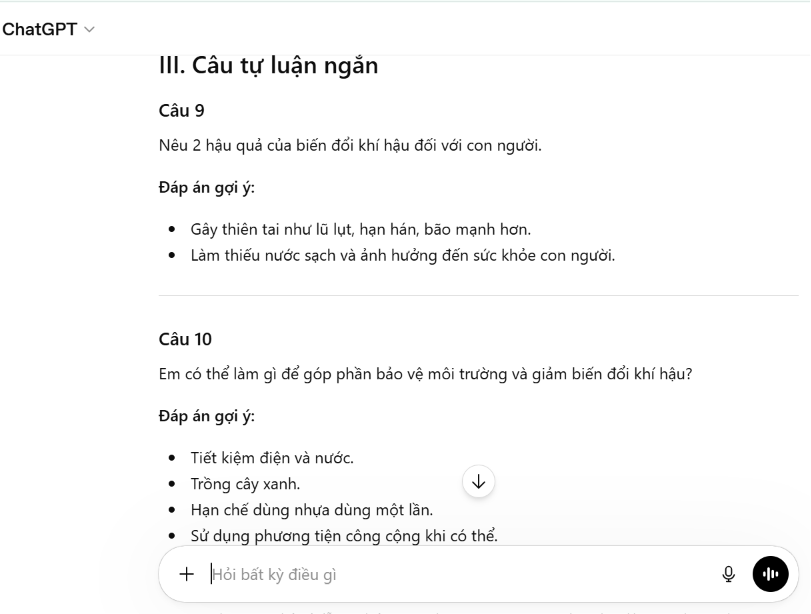 ChatGPT
III. Câu tự luận ngắn
Câu 9
Nêu 2 hậu quả của biến đổi khí hậu đối với con người.
Đáp án gợi ý:
Gây thiên tai như lũ lụt, hạn hán, bão mạnh hơn.
Làm thiếu nước sạch và ảnh hưởng đến sức khỏe con người.
Câu 10
Em có thể làm gì để góp phần bảo vệ môi trường và giảm biến đổi khí hậu?
Đáp án gợi ý:
Tiết kiệm điện và nước.
Trồng cây xanh.
Hạn chế dùng nhựa dùng một lần.
Sử dụng phương tiện công cộng khi có thể.
Hỏi bất kỳ điều gì